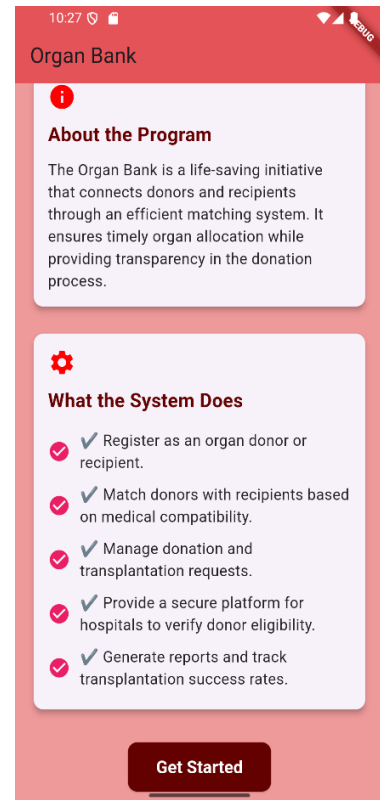 10:27
DEBUG
Organ Bank
About the Program
The Organ Bank is a life-saving initiative
that connects donors and recipients
through an efficient matching system. It
ensures timely organ allocation while
providing transparency in the donation
process.
What the System Does
✔ Register as an organ donor or
recipient.
✔ Match donors with recipients based
on medical compatibility.
✔ Manage donation and
transplantation requests.
✔ Provide a secure platform for
hospitals to verify donor eligibility.
✔ Generate reports and track
transplantation success rates.
Get Started